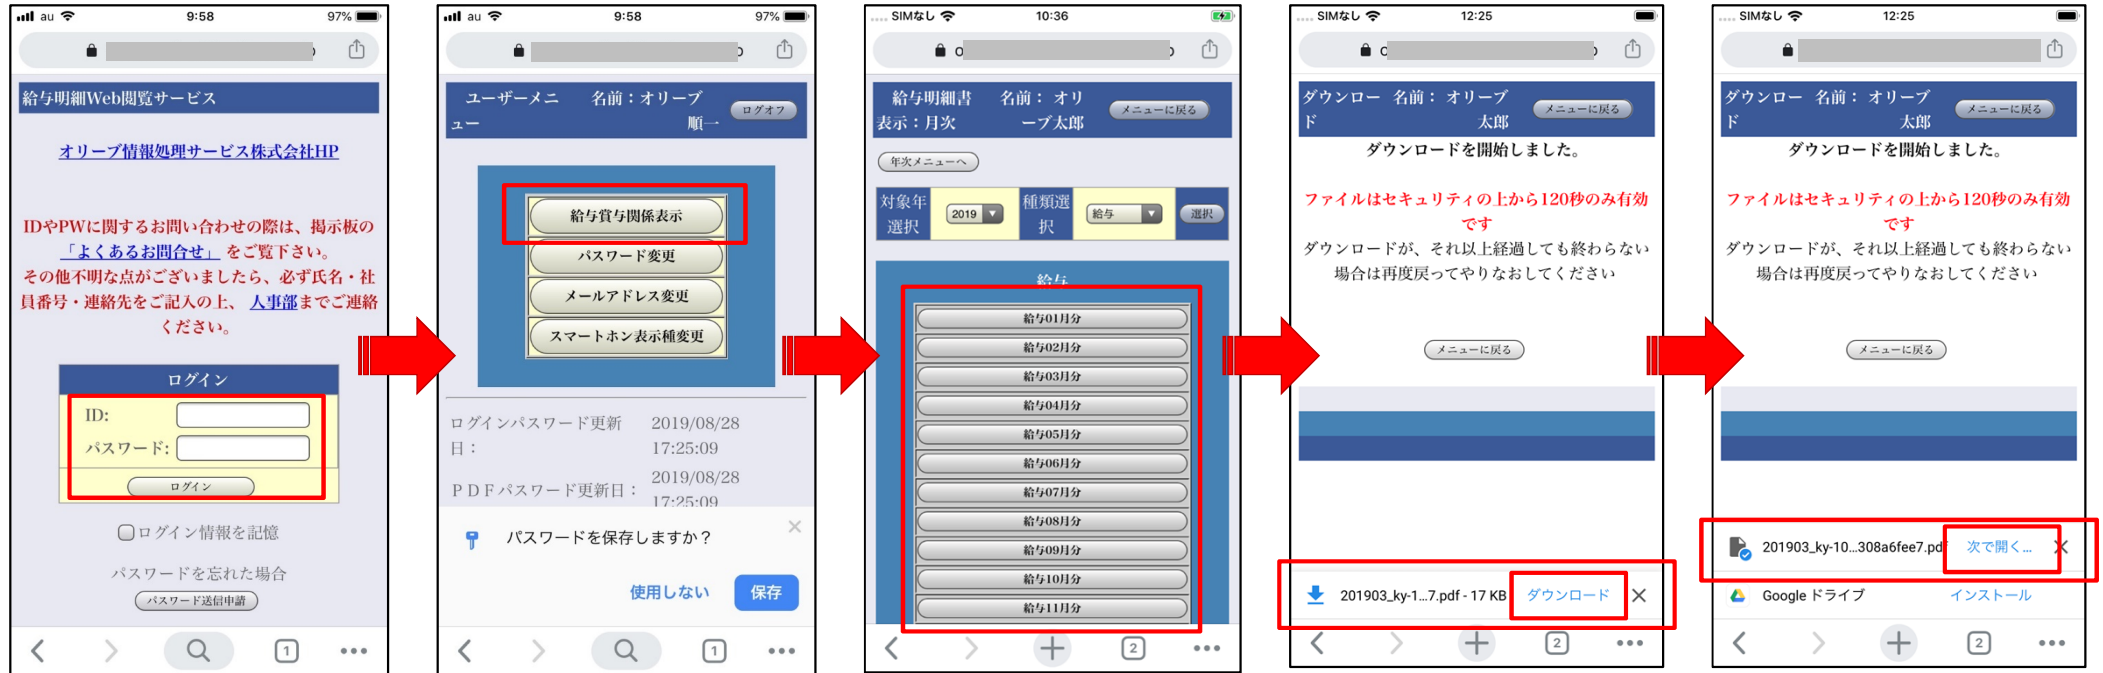 au 9:58 97%
給与明細Web閲覧サービス
オリーブ情報処理サービス株式会社HP
IDやPWに関するお問い合わせの際は、掲示板の
「よくあるお問合せ」 をご覧下さい。
その他不明な点がございましたら、必ず氏名・社
員番号・連絡先をご記入の上、 人事部までご連絡
ください。
ログイン
ID:
パスワード:
ログイン
ログイン情報を記憶
パスワードを忘れた場合
パスワード送信申請
1
au 9:58 97%
ユーザーメニ 名前：オリーブ ログオフ
ュー 順一
給与賞与関係表示
パスワード変更
メールアドレス変更
スマートホン表示種変更
ログインパスワード更新 2019/08/28
日： 17:25:09
ＰＤＦパスワード更新日： 2019/08/28
17:25:09
パスワードを保存しますか？
使用しない 保存
1
SIMなし 10:36
給与明細書 名前： オリ メニューに戻る
表示：月次 ーブ太郎
年次メニューへ
対象年 2019 種類選 給与 選択
選択 択
給与
給与01月分
給与02月分
給与03月分
給与04月分
給与05月分
給与06月分
給与07月分
給与08月分
給与09月分
給与10月分
給与11月分
2
SIMなし 12:25
ダウンロー 名前： オリーブ メニューに戻る
ド 太郎
ダウンロードを開始しました。
ファイルはセキュリティの上から120秒のみ有効
です
ダウンロードが、それ以上経過しても終わらない
場合は再度戻ってやりなおしてください
メニューに戻る
201903_ky-1...7.pdf - 17 KB ダウンロード
2
SIMなし 12:25
ダウンロー 名前： オリーブ メニューに戻る
ド 太郎
ダウンロードを開始しました。
ファイルはセキュリティの上から120秒のみ有効
です
ダウンロードが、それ以上経過しても終わらない
場合は再度戻ってやりなおしてください
メニューに戻る
201903_ky-10...308a6fee7.pdf 次で開く...
Google ドライブ インストール
2